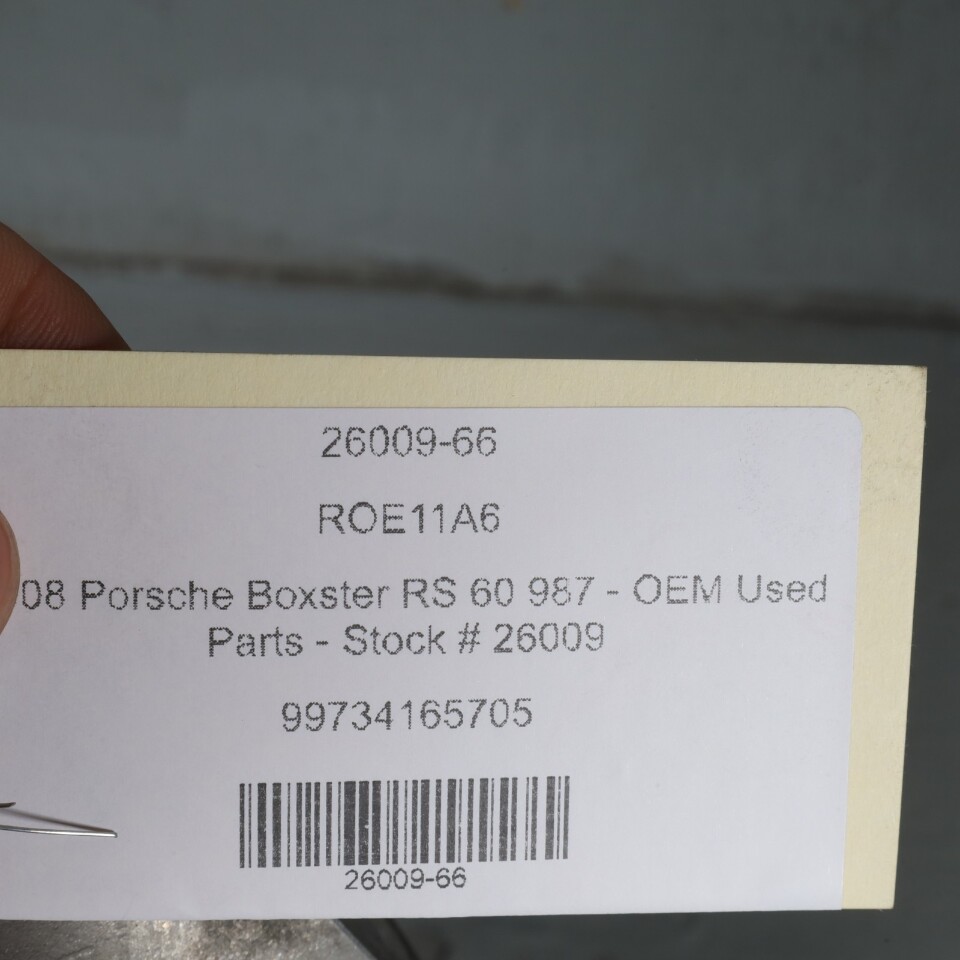 26009-66
ROE11A6
08 Porsche Boxster RS 60 987 - OEM Used
Parts - Stock # 26009
99734165705
26009-66